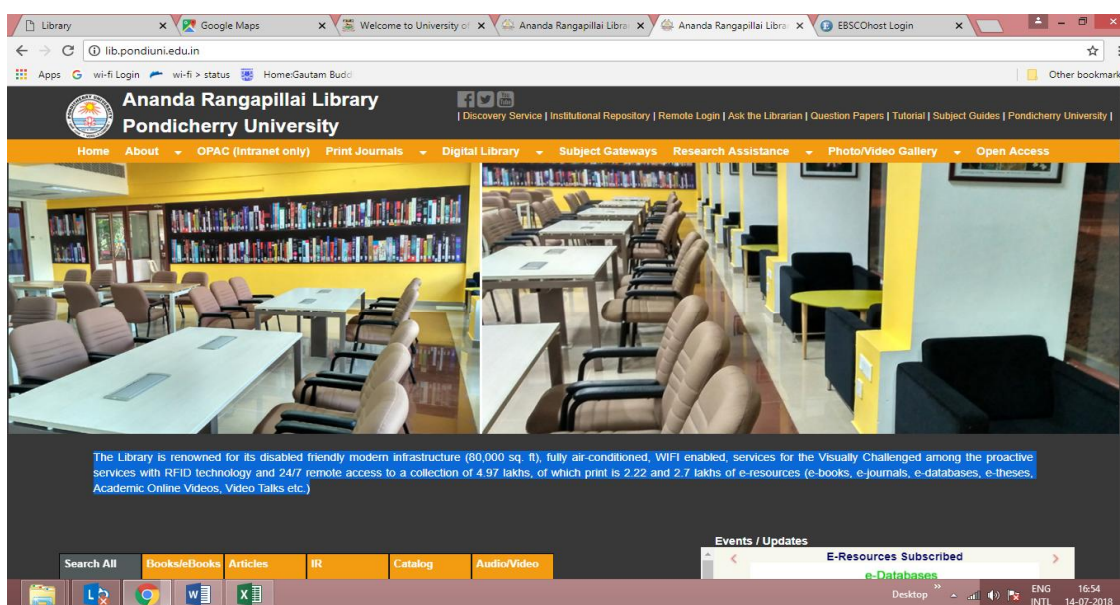 Library
Google Maps
Welcome to University of
Ananda Rangapillai Librar
Ananda Rangapillai Librar
EBSCOhost Login
lib.pondiuni.edu.in
Apps
wi-fi Login
wi-fi > status
Home:Gautam Budd
Other bookmark
Ananda Rangapillai Library
Pondicherry University
| Discovery Service | Institutional Repository | Remote Login | Ask the Librarian | Question Papers | Tutorial | Subject Guides | Pondicherry University |
Home About OPAC (Intranet only) Print Journals Digital Library Subject Gateways Research Assistance Photo/Video Gallery Open Access
The Library is renowned for its disabled friendly modern infrastructure (80,000 sq. ft), fully air-conditioned, WIFI enabled, services for the Visually Challenged among the proactive
services with RFID technology and 24/7 remote access to a collection of 4.97 lakhs, of which print is 2.22 and 2.7 lakhs of e-resources (e-books, e-journals, e-databases, e-theses,
Academic Online Videos, Video Talks etc.)
Events / Updates
E-Resources Subscribed
e-Databases
Search All Books/eBooks Articles IR Catalog Audio/Video
Desktop
ENG
INTL
16:54
14-07-2018